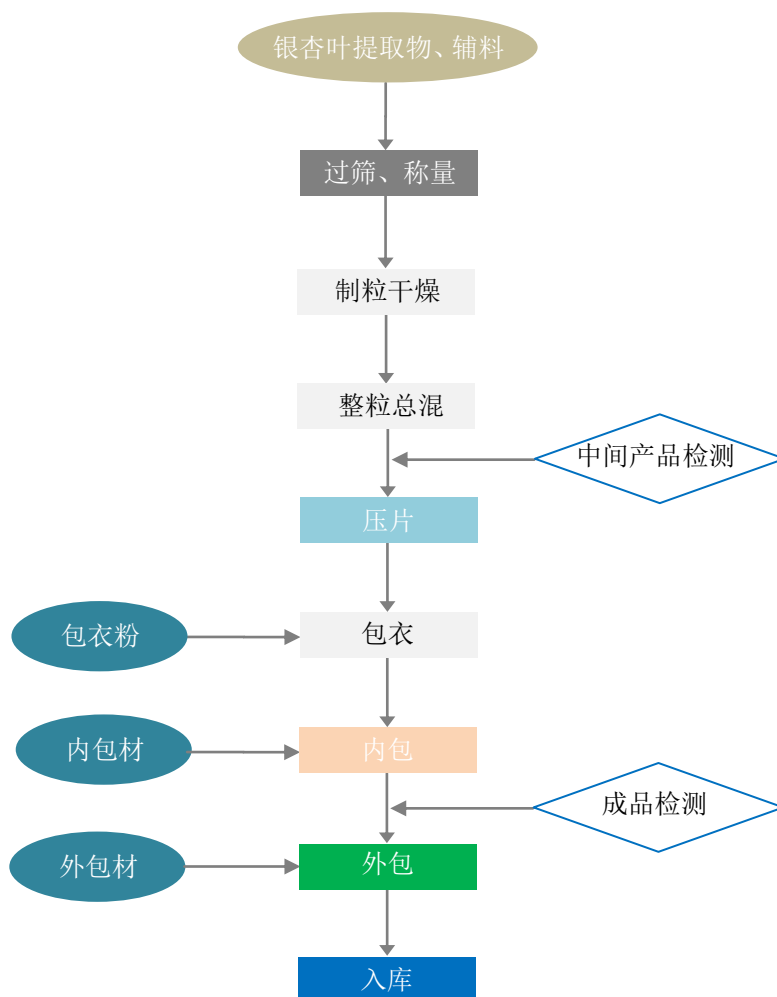 银杏叶提取物、辅料
过筛、称量
制粒干燥
整粒总混
中间产品检测
压片
包衣粉
包衣
内包材
内包
成品检测
外包材
外包
入库